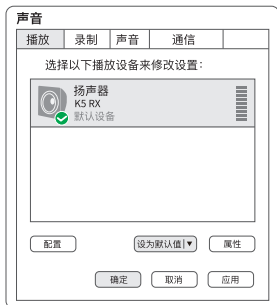 声音
播放 录制 声音 通信
选择以下播放设备来修改设置：
扬声器
K5 RX
默认设备
配置 设为默认值 属性
确定 取消 应用